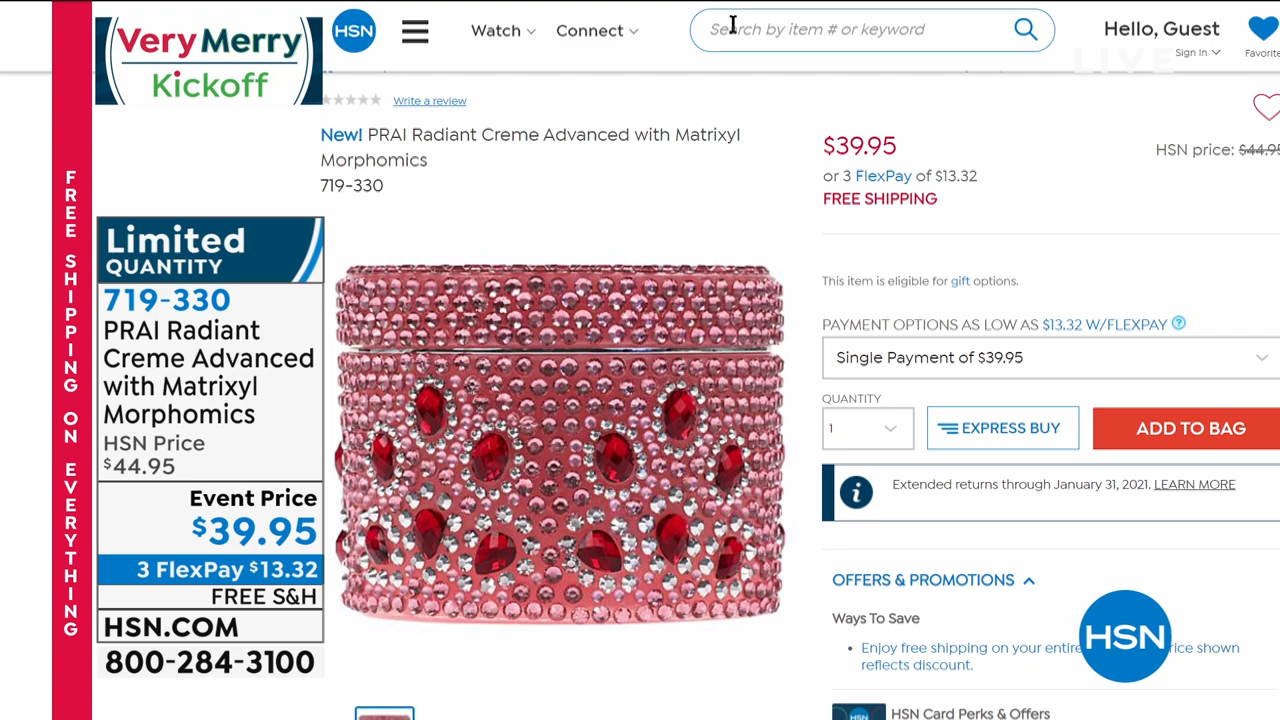 Very Merry
Kickoff
HSN
Watch
Connect
Search by item # or keyword
Hello, Guest
Sign In
Favorite
LIVE
Write a review
New! PRAI Radiant Creme Advanced with Matrixyl
Morphomics
719-330
$39.95
HSN price: $44.95
or 3 FlexPay of $13.32
FREE SHIPPING
FREE SHIPPING ON EVERYTHING
Limited
QUANTITY
719-330
PRAI Radiant
Creme Advanced
with Matrixyl
Morphomics
HSN Price
$44.95
Event Price
$39.95
3 FlexPay $13.32
FREE S&H
HSN.COM
800-284-3100
This item is eligible for gift options.
PAYMENT OPTIONS AS LOW AS $13.32 W/FLEXPAY ?
Single Payment of $39.95
QUANTITY
1
EXPRESS BUY
ADD TO BAG
i
Extended returns through January 31, 2021. LEARN MORE
OFFERS & PROMOTIONS
Ways To Save
Enjoy free shipping on your entire
rice shown
reflects discount.
HSN
HSN
HSN Card Perks & Offers